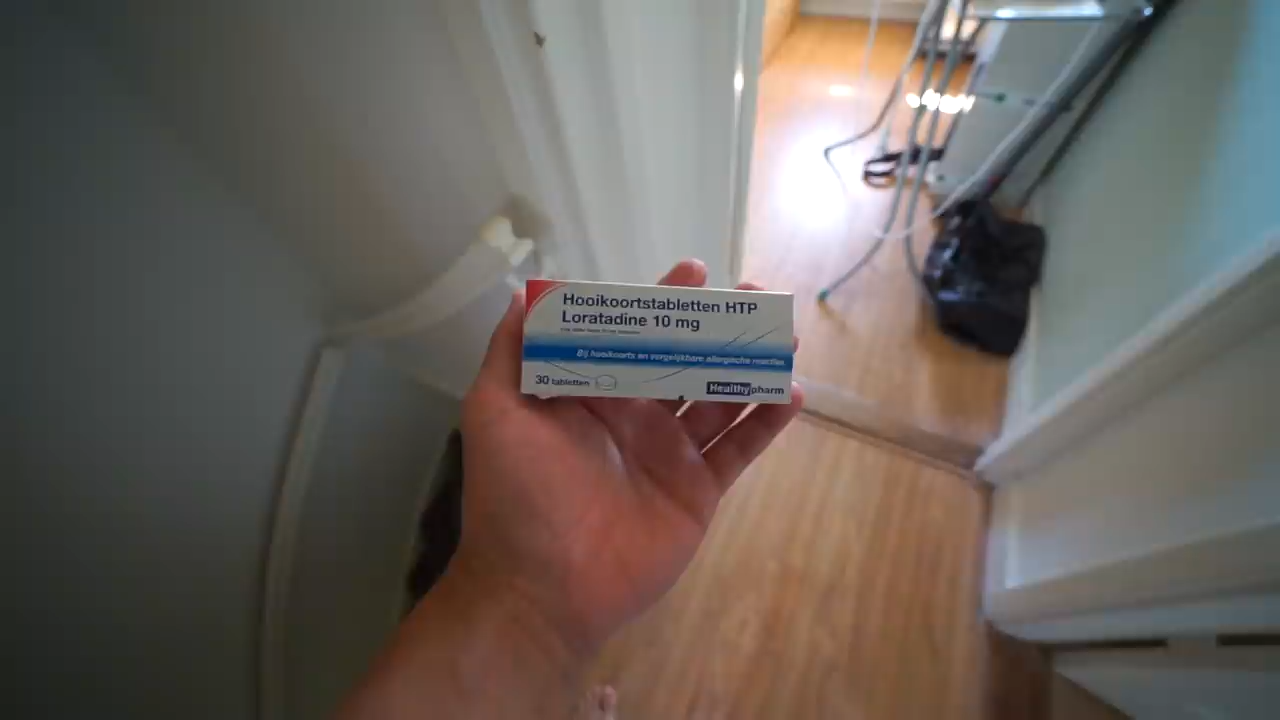 Hooikoortstabletten HTP
Loratadine 10 mg
Bij hooikoorts en vergelijkbare allergische reacties
30 tabletten
Healthypharm